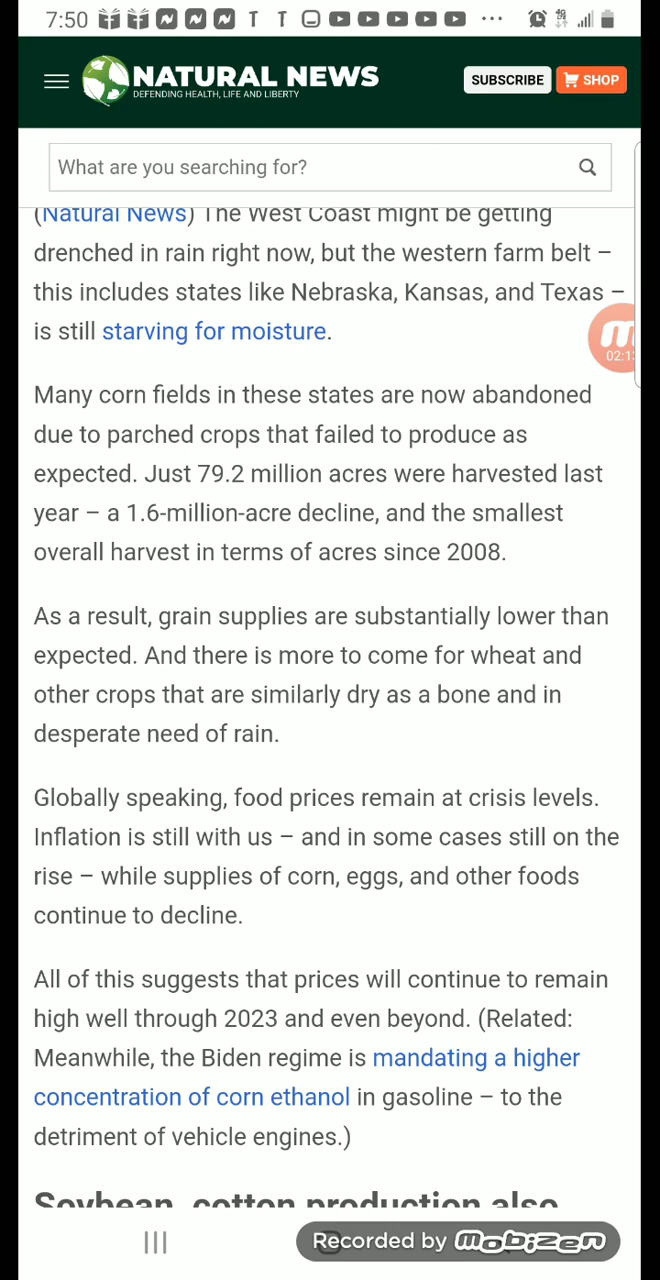 7:50
NATURAL NEWS
DEFENDING HEALTH, LIFE AND LIBERTY
SUBSCRIBE
SHOP
What are you searching for?
(Natural News) The West Coast might be getting
drenched in rain right now, but the western farm belt –
this includes states like Nebraska, Kansas, and Texas –
is still starving for moisture.
02:1
Many corn fields in these states are now abandoned
due to parched crops that failed to produce as
expected. Just 79.2 million acres were harvested last
year – a 1.6-million-acre decline, and the smallest
overall harvest in terms of acres since 2008.
As a result, grain supplies are substantially lower than
expected. And there is more to come for wheat and
other crops that are similarly dry as a bone and in
desperate need of rain.
Globally speaking, food prices remain at crisis levels.
Inflation is still with us – and in some cases still on the
rise – while supplies of corn, eggs, and other foods
continue to decline.
All of this suggests that prices will continue to remain
high well through 2023 and even beyond. (Related:
Meanwhile, the Biden regime is mandating a higher
concentration of corn ethanol in gasoline – to the
detriment of vehicle engines.)
Soybean, cotton production also
Recorded by mobizen